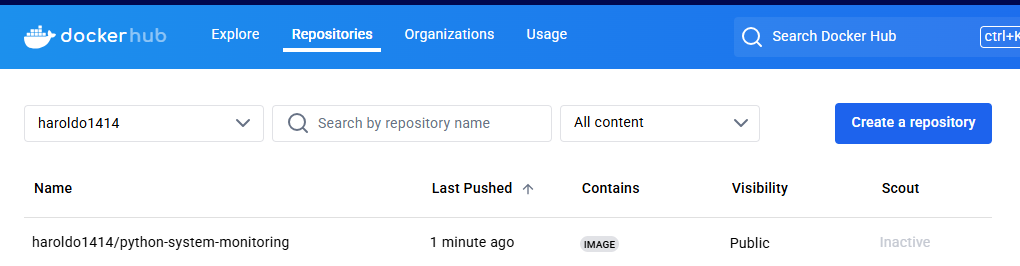 dockerhub Explore Repositories Organizations Usage Search Docker Hub ctrl+K
haroldo1414 Search by repository name All content Create a repository
Name Last Pushed Contains Visibility Scout
haroldo1414/python-system-monitoring 1 minute ago IMAGE Public Inactive